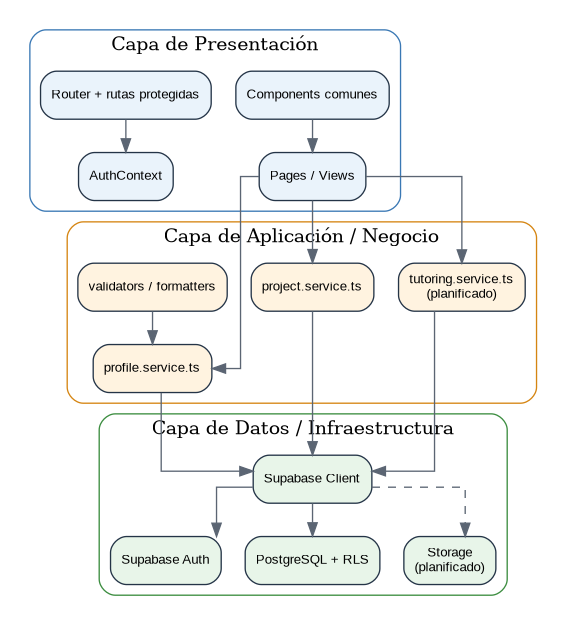 Capa de Presentación
Router + rutas protegidas
Components comunes
AuthContext
Pages / Views
Capa de Aplicación / Negocio
validators / formatters
project.service.ts
tutoring.service.ts
(planificado)
profile.service.ts
Capa de Datos / Infraestructura
Supabase Client
Supabase Auth
PostgreSQL + RLS
Storage
(planificado)